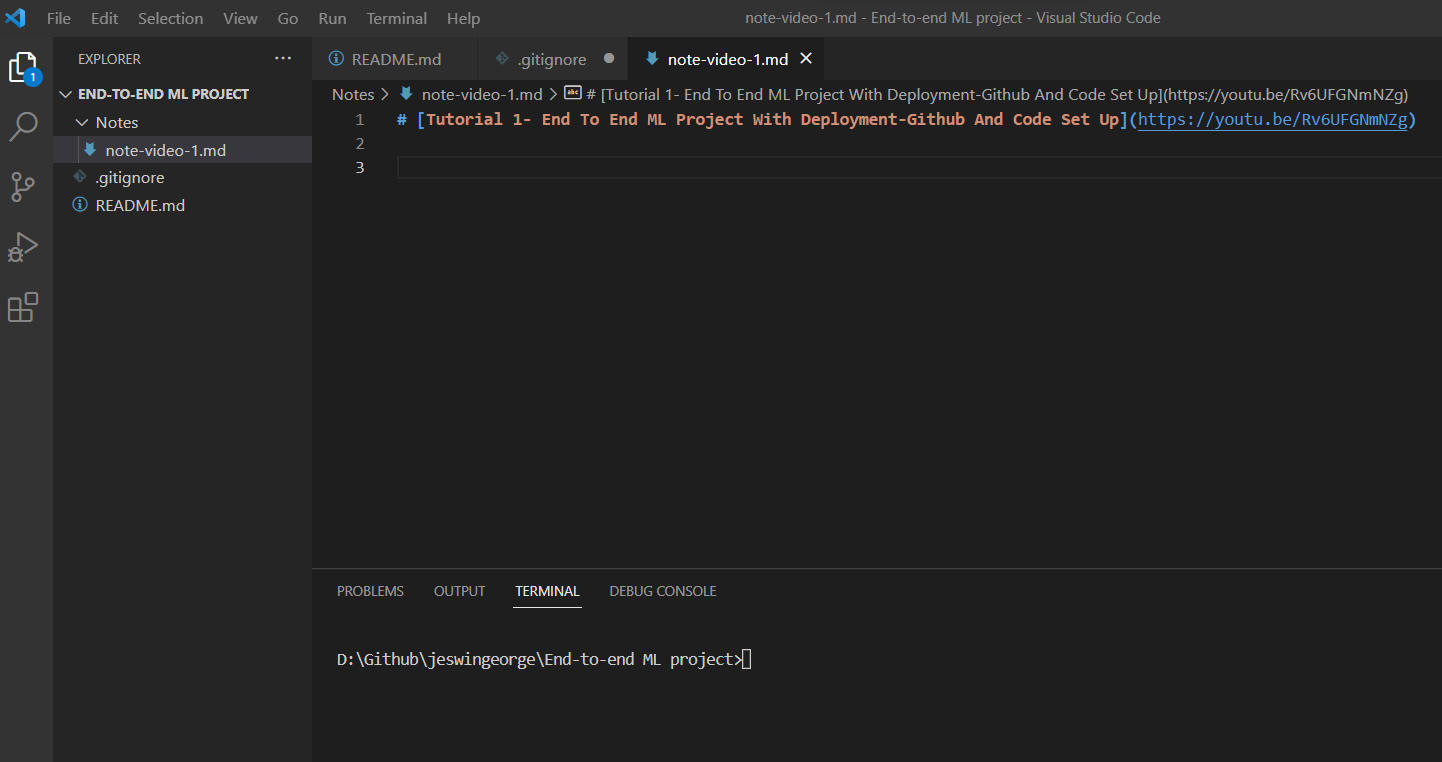 File Edit Selection View Go Run Terminal Help note-video-1.md - End-to-end ML project - Visual Studio Code
1
EXPLORER ···
END-TO-END ML PROJECT
Notes
note-video-1.md
.gitignore
README.md
README.md .gitignore note-video-1.md
Notes > note-video-1.md > abc # [Tutorial 1- End To End ML Project With Deployment-Github And Code Set Up](https://youtu.be/Rv6UFGNmNZg)
1 # [Tutorial 1- End To End ML Project With Deployment-Github And Code Set Up](https://youtu.be/Rv6UFGNmNZg)
2
3
PROBLEMS OUTPUT TERMINAL DEBUG CONSOLE
D:\Github\jeswingeorge\End-to-end ML project>